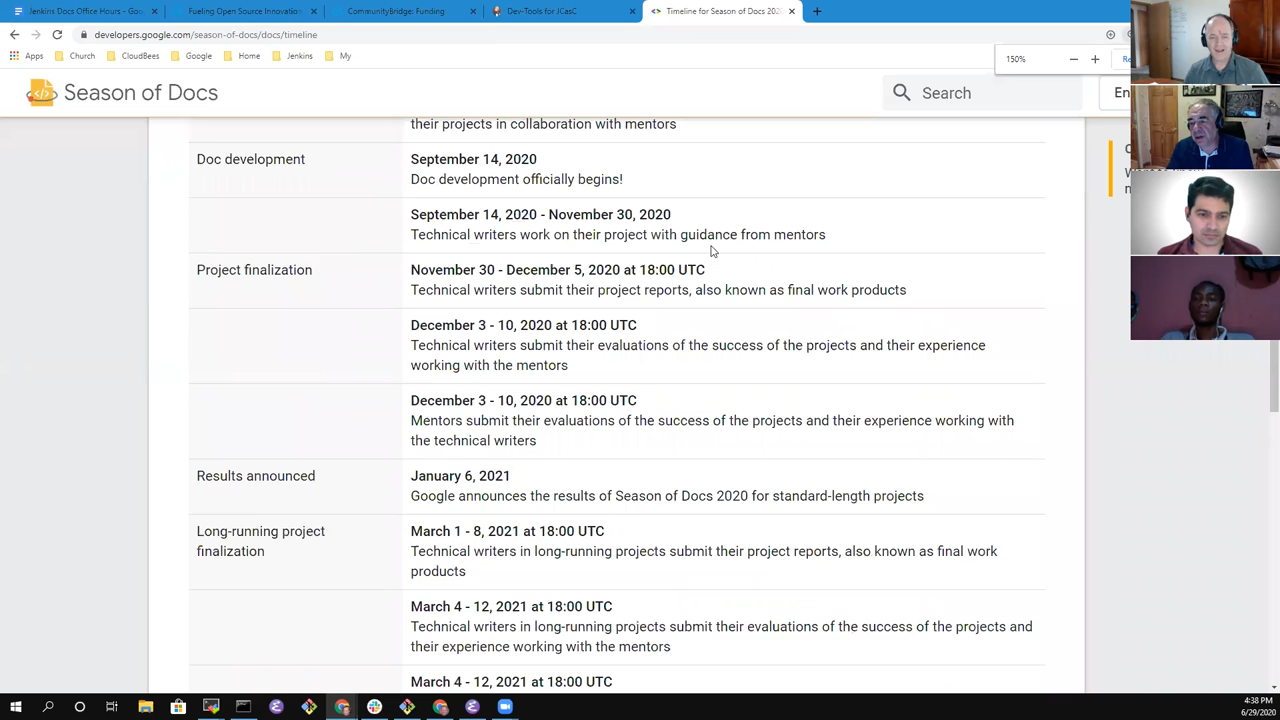 Jenkins Docs Office Hours - Goo
Fueling Open Source Innovation
CommunityBridge: Funding
Dev-Tools for JCasC
Timeline for Season of Docs 202
developers.google.com/season-of-docs/docs/timeline
Apps
Church
CloudBees
Google
Home
Jenkins
My
150%
Re
Season of Docs
Search
En
their projects in collaboration with mentors
Doc development
September 14, 2020
Doc development officially begins!
September 14, 2020 - November 30, 2020
Technical writers work on their project with guidance from mentors
Project finalization
November 30 - December 5, 2020 at 18:00 UTC
Technical writers submit their project reports, also known as final work products
December 3 - 10, 2020 at 18:00 UTC
Technical writers submit their evaluations of the success of the projects and their experience
working with the mentors
December 3 - 10, 2020 at 18:00 UTC
Mentors submit their evaluations of the success of the projects and their experience working with
the technical writers
Results announced
January 6, 2021
Google announces the results of Season of Docs 2020 for standard-length projects
Long-running project
finalization
March 1 - 8, 2021 at 18:00 UTC
Technical writers in long-running projects submit their project reports, also known as final work
products
March 4 - 12, 2021 at 18:00 UTC
Technical writers in long-running projects submit their evaluations of the success of the projects and
their experience working with the mentors
March 4 - 12, 2021 at 18:00 UTC
4:38 PM
6/29/2020